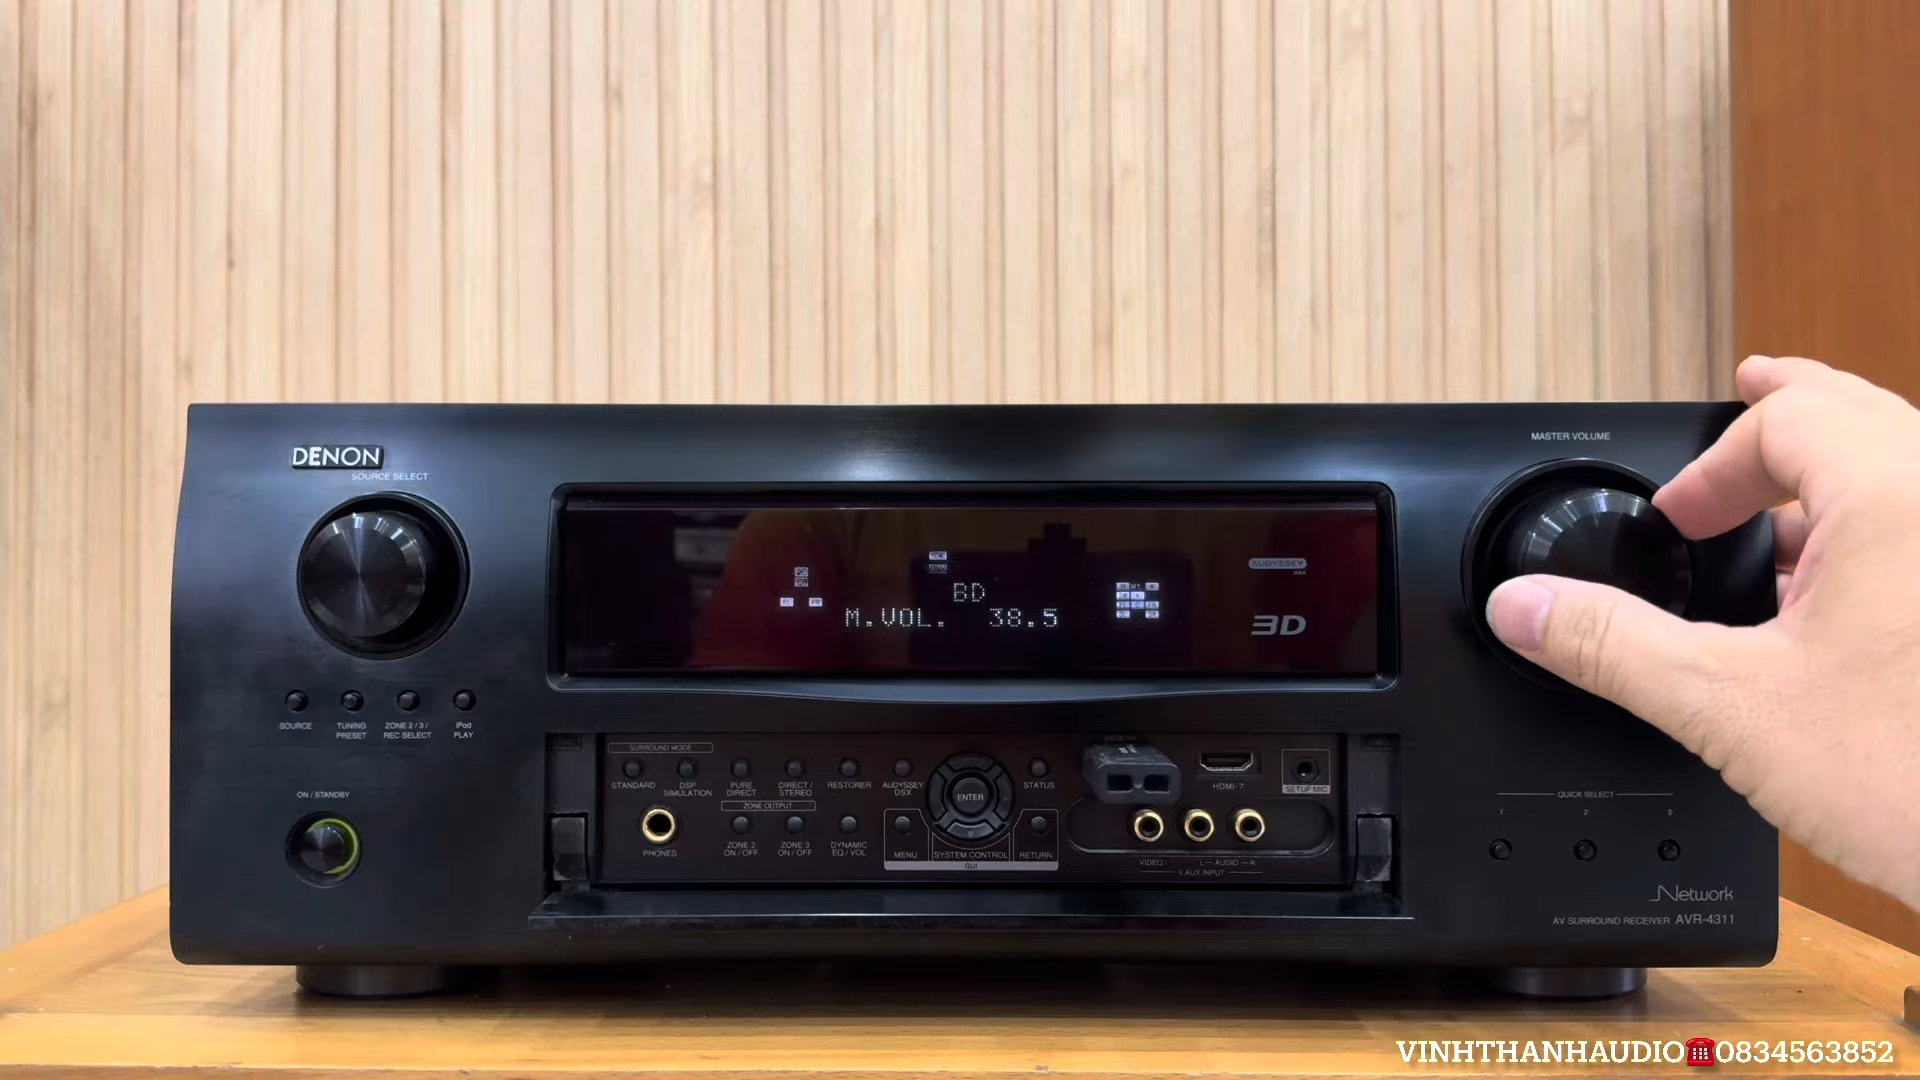 DENON
SOURCE SELECT
MASTER VOLUME
AUDYSSEY
BD
M.VOL. 38.5
3D
SOURCE
TUNING
PRESET
ZONE 2 / 3 /
REC SELECT
iPod
PLAY
ON / STANDBY
SURROUND MODE
STANDARD
DSP
SIMULATION
PURE
DIRECT
DIRECT /
STEREO
RESTORER
AUDYSSEY
DSX
ENTER
STATUS
HDMI-7
SETUP MIC
ZONE OUTPUT
PHONES
ZONE 2
ON / OFF
ZONE 3
ON / OFF
DYNAMIC
EQ / VOL
MENU
SYSTEM CONTROL
RETURN
GUI
VIDEO
L — AUDIO — R
V.AUX INPUT
QUICK SELECT
1 2 3
Network
AV SURROUND RECEIVER AVR-4311
VINHTHANHAUDIO☎0834563852